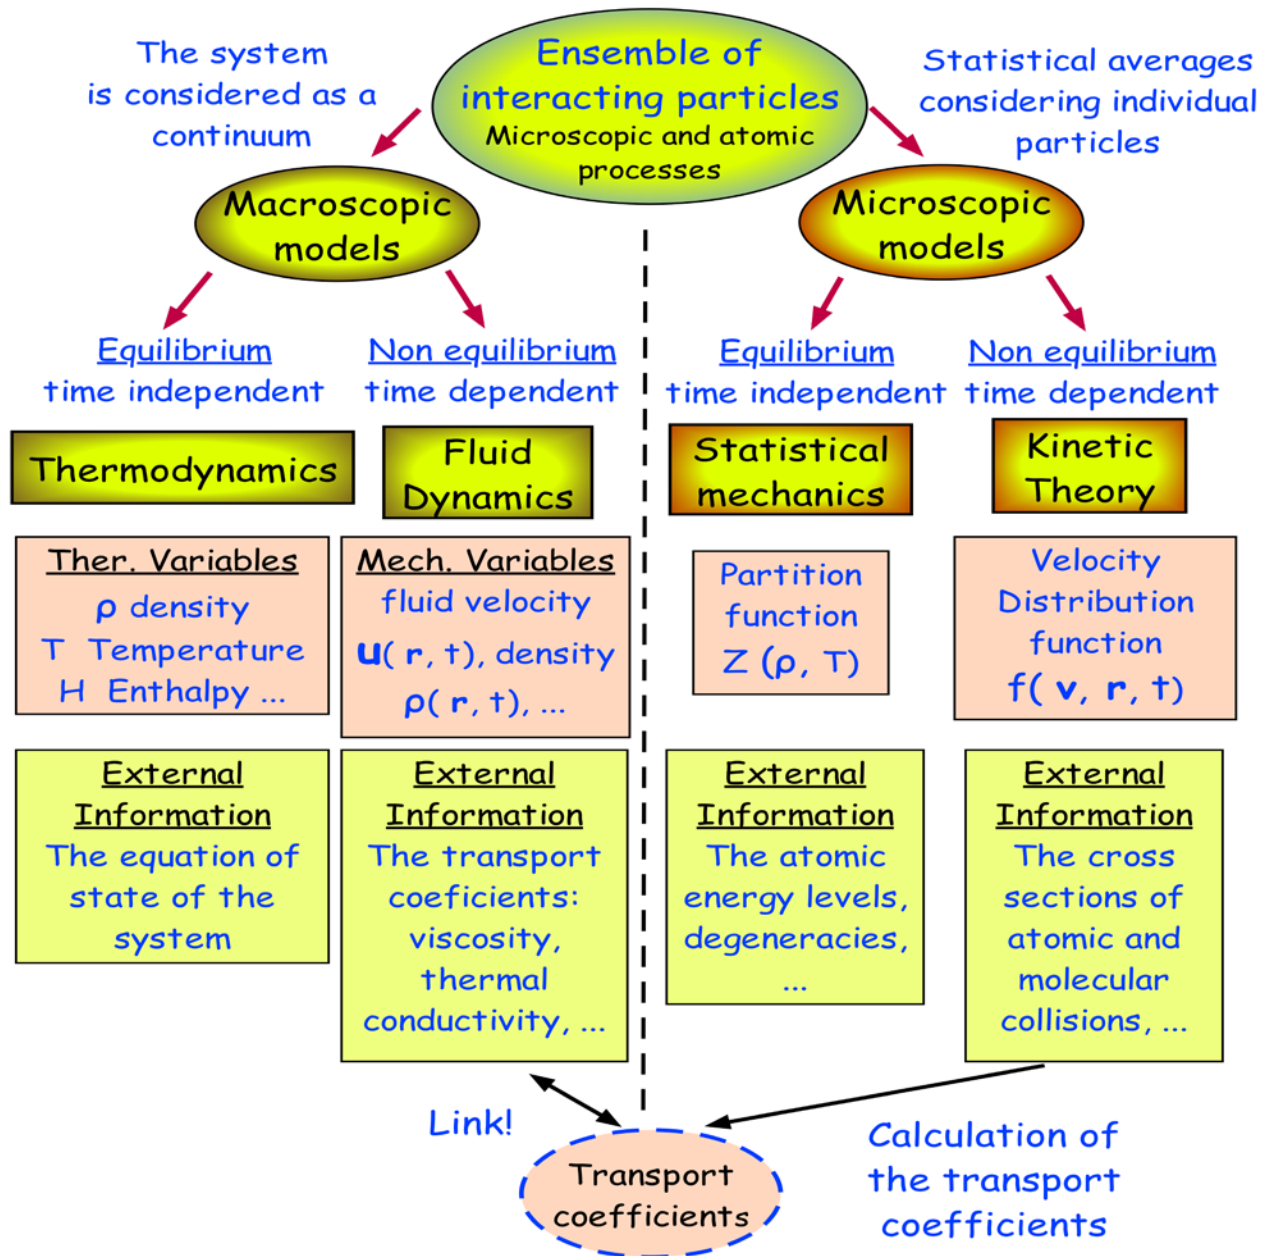 The system
is considered as a
continuum
Ensemble of
interacting particles
Microscopic and atomic
processes
Statistical averages
considering individual
particles
Macroscopic
models
Microscopic
models
Equilibrium
time independent
Non equilibrium
time dependent
Equilibrium
time independent
Non equilibrium
time dependent
Thermodynamics
Fluid
Dynamics
Statistical
mechanics
Kinetic
Theory
Ther. Variables
ρ density
T Temperature
H Enthalpy ...
Mech. Variables
fluid velocity
u( r, t), density
ρ( r, t), ...
Partition
function
Z (ρ, T)
Velocity
Distribution
function
f( v, r, t)
External
Information
The equation of
state of the
system
External
Information
The transport
coeficients:
viscosity,
thermal
conductivity, ...
External
Information
The atomic
energy levels,
degeneracies,
...
External
Information
The cross
sections of
atomic and
molecular
collisions, ...
Link!
Transport
coefficients
Calculation of
the transport
coefficients